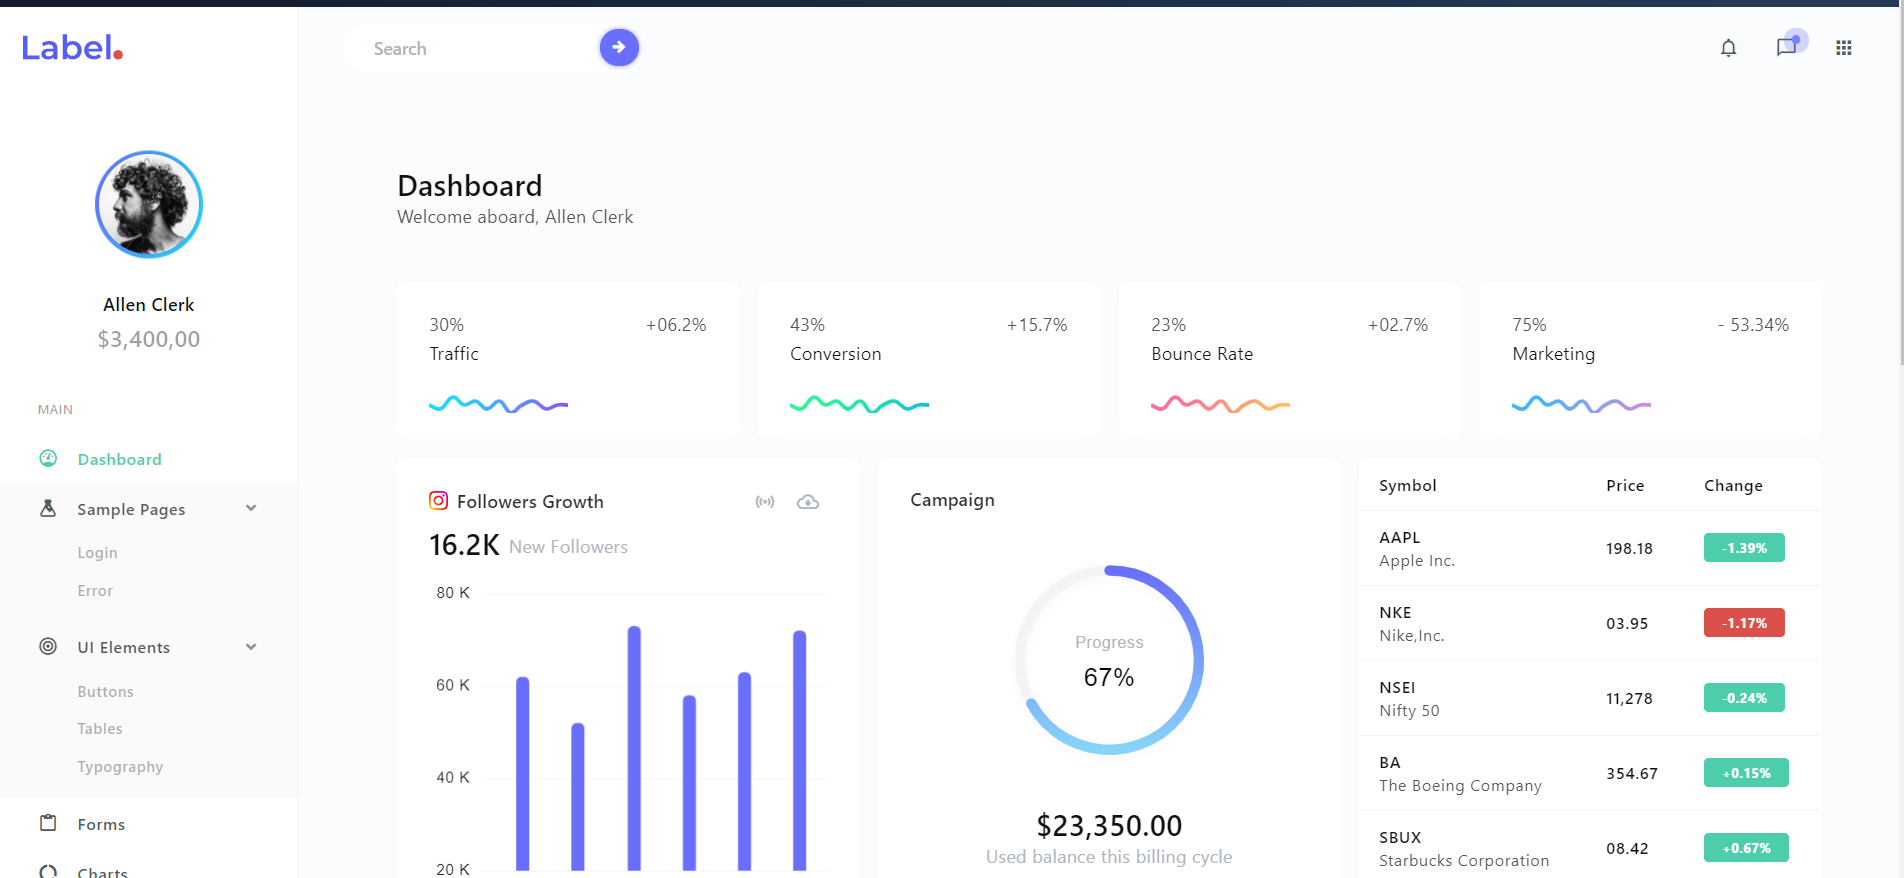 Label.
Search
Allen Clerk
$3,400,00
MAIN
Dashboard
Sample Pages
Login
Error
UI Elements
Buttons
Tables
Typography
Forms
Charts
Dashboard
Welcome aboard, Allen Clerk
30% +06.2%
Traffic
43% +15.7%
Conversion
23% +02.7%
Bounce Rate
75% - 53.34%
Marketing
Followers Growth
16.2K New Followers
80 K
60 K
40 K
20 K
Campaign
Progress
67%
$23,350.00
Used balance this billing cycle
Symbol Price Change
AAPL
Apple Inc.
198.18
-1.39%
NKE
Nike,Inc.
03.95
-1.17%
NSEI
Nifty 50
11,278
-0.24%
BA
The Boeing Company
354.67
+0.15%
SBUX
Starbucks Corporation
08.42
+0.67%